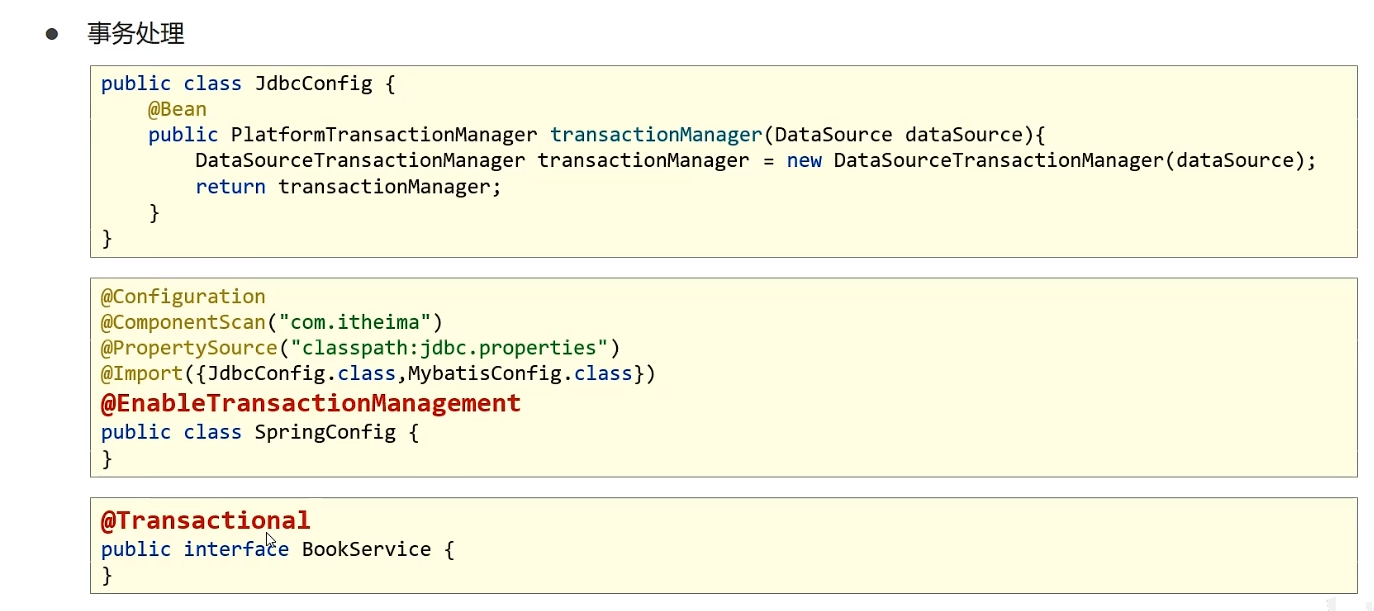 ● 事务处理
public class JdbcConfig {
    @Bean
    public PlatformTransactionManager transactionManager(DataSource dataSource){
        DataSourceTransactionManager transactionManager = new DataSourceTransactionManager(dataSource);
        return transactionManager;
    }
}
@Configuration
@ComponentScan("com.itheima")
@PropertySource("classpath:jdbc.properties")
@Import({JdbcConfig.class,MybatisConfig.class})
@EnableTransactionManagement
public class SpringConfig {
}
@Transactional
public interface BookService {
}